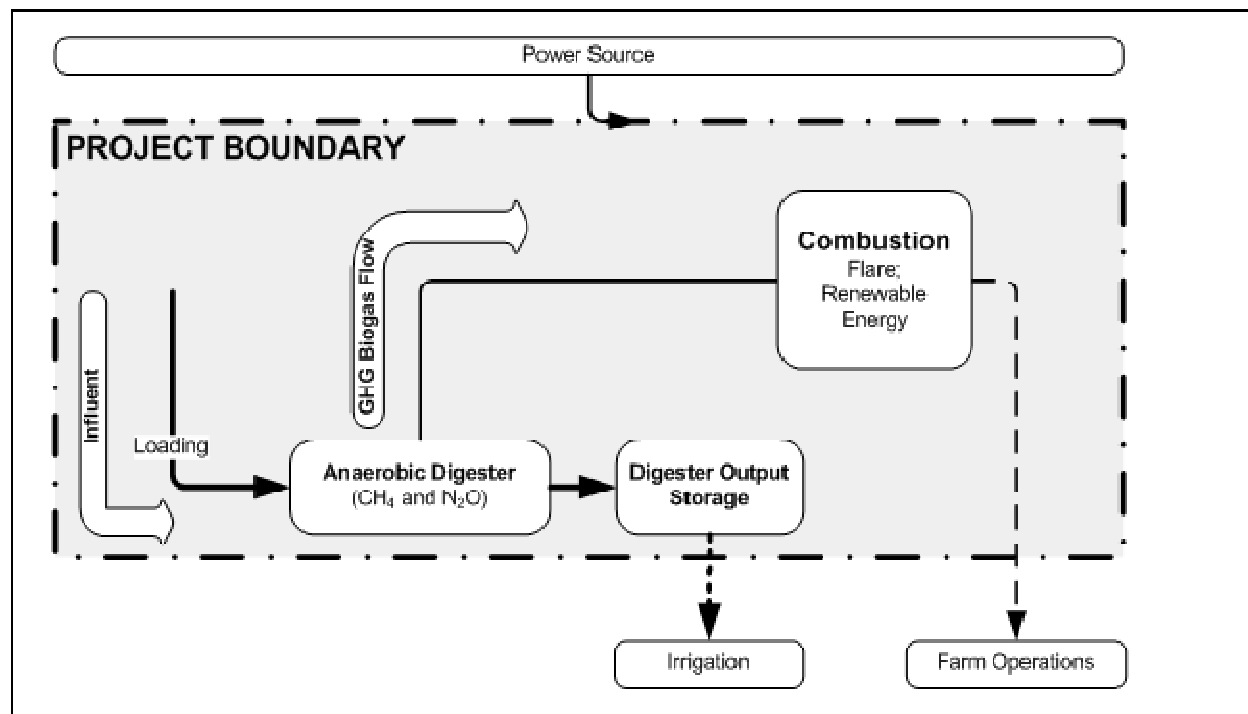 Power Source
PROJECT BOUNDARY
Combustion
Flare;
Renewable
Energy
GHG Biogas Flow
Influent
Loading
Anaerobic Digester
(CH₄ and N₂O)
Digester Output
Storage
Irrigation
Farm Operations